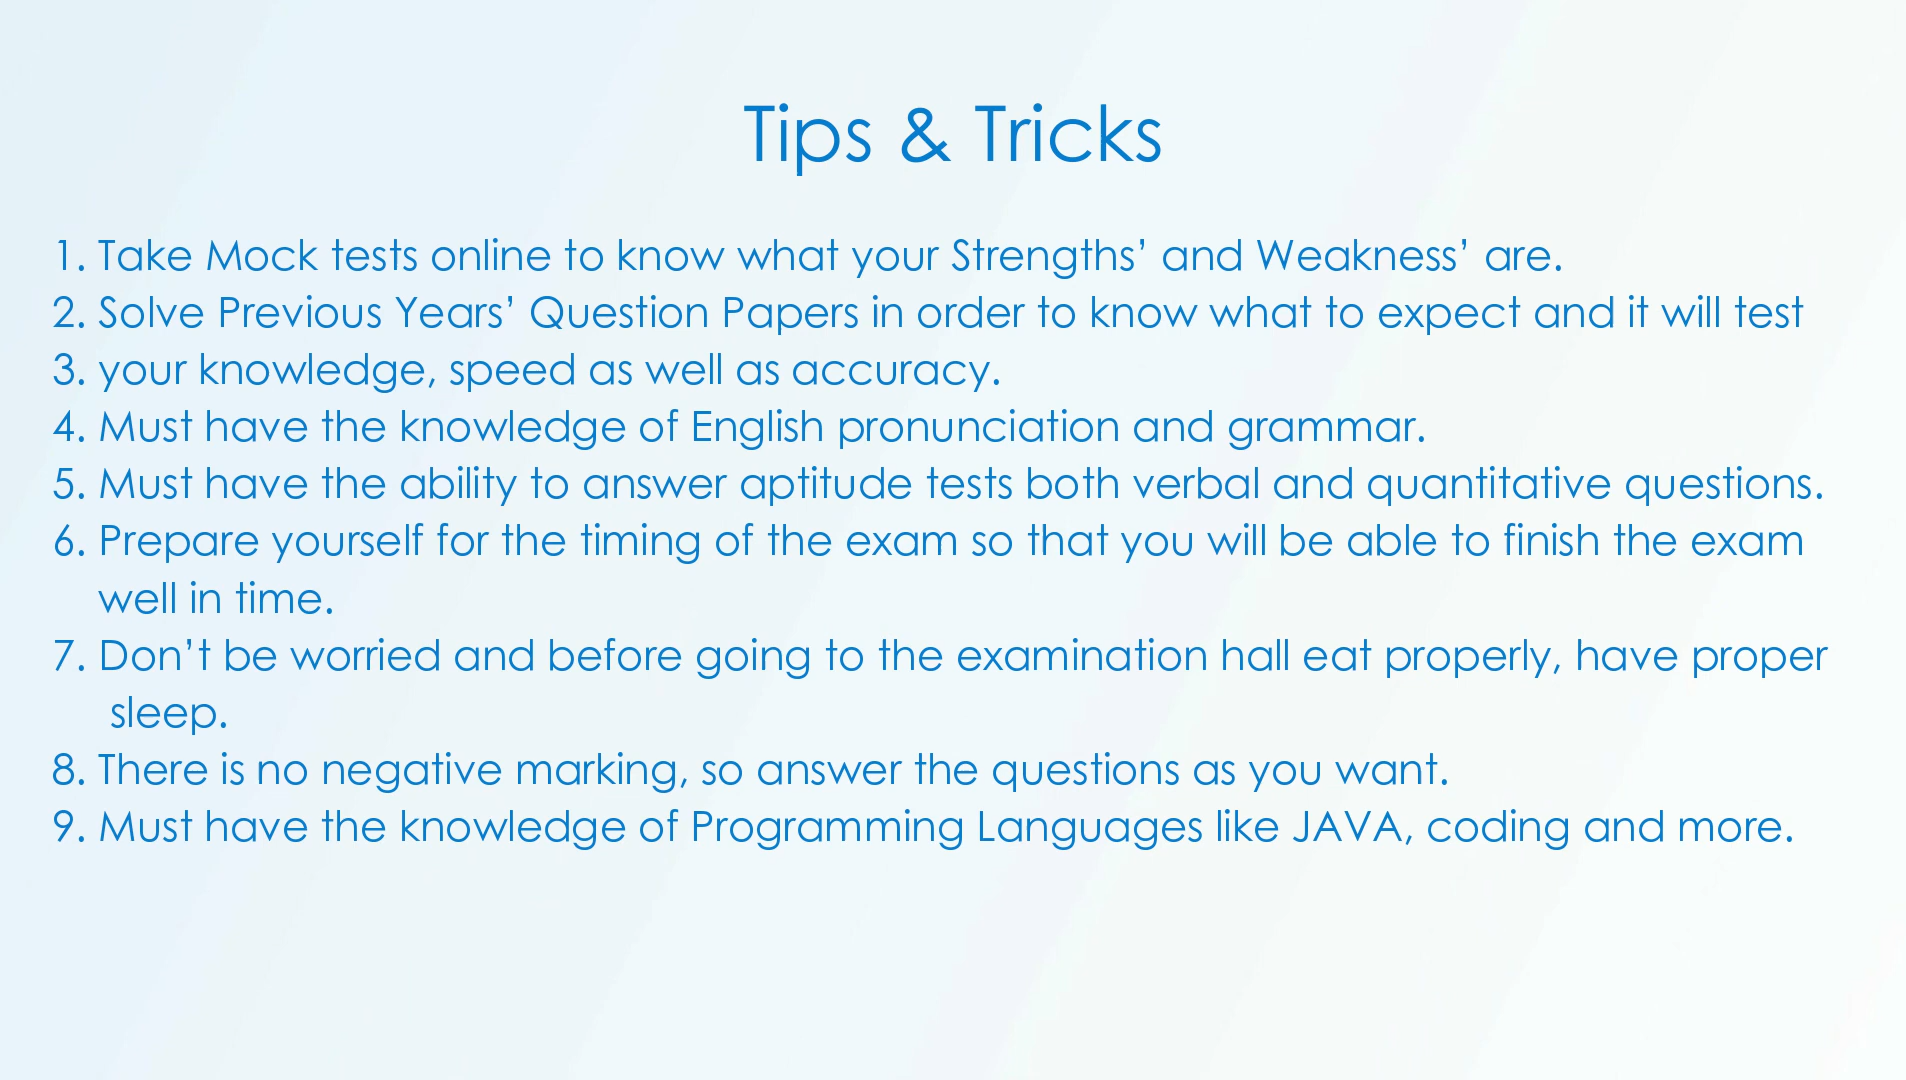 Tips & Tricks
1. Take Mock tests online to know what your Strengths’ and Weakness’ are.
2. Solve Previous Years’ Question Papers in order to know what to expect and it will test
3. your knowledge, speed as well as accuracy.
4. Must have the knowledge of English pronunciation and grammar.
5. Must have the ability to answer aptitude tests both verbal and quantitative questions.
6. Prepare yourself for the timing of the exam so that you will be able to finish the exam
well in time.
7. Don’t be worried and before going to the examination hall eat properly, have proper
sleep.
8. There is no negative marking, so answer the questions as you want.
9. Must have the knowledge of Programming Languages like JAVA, coding and more.